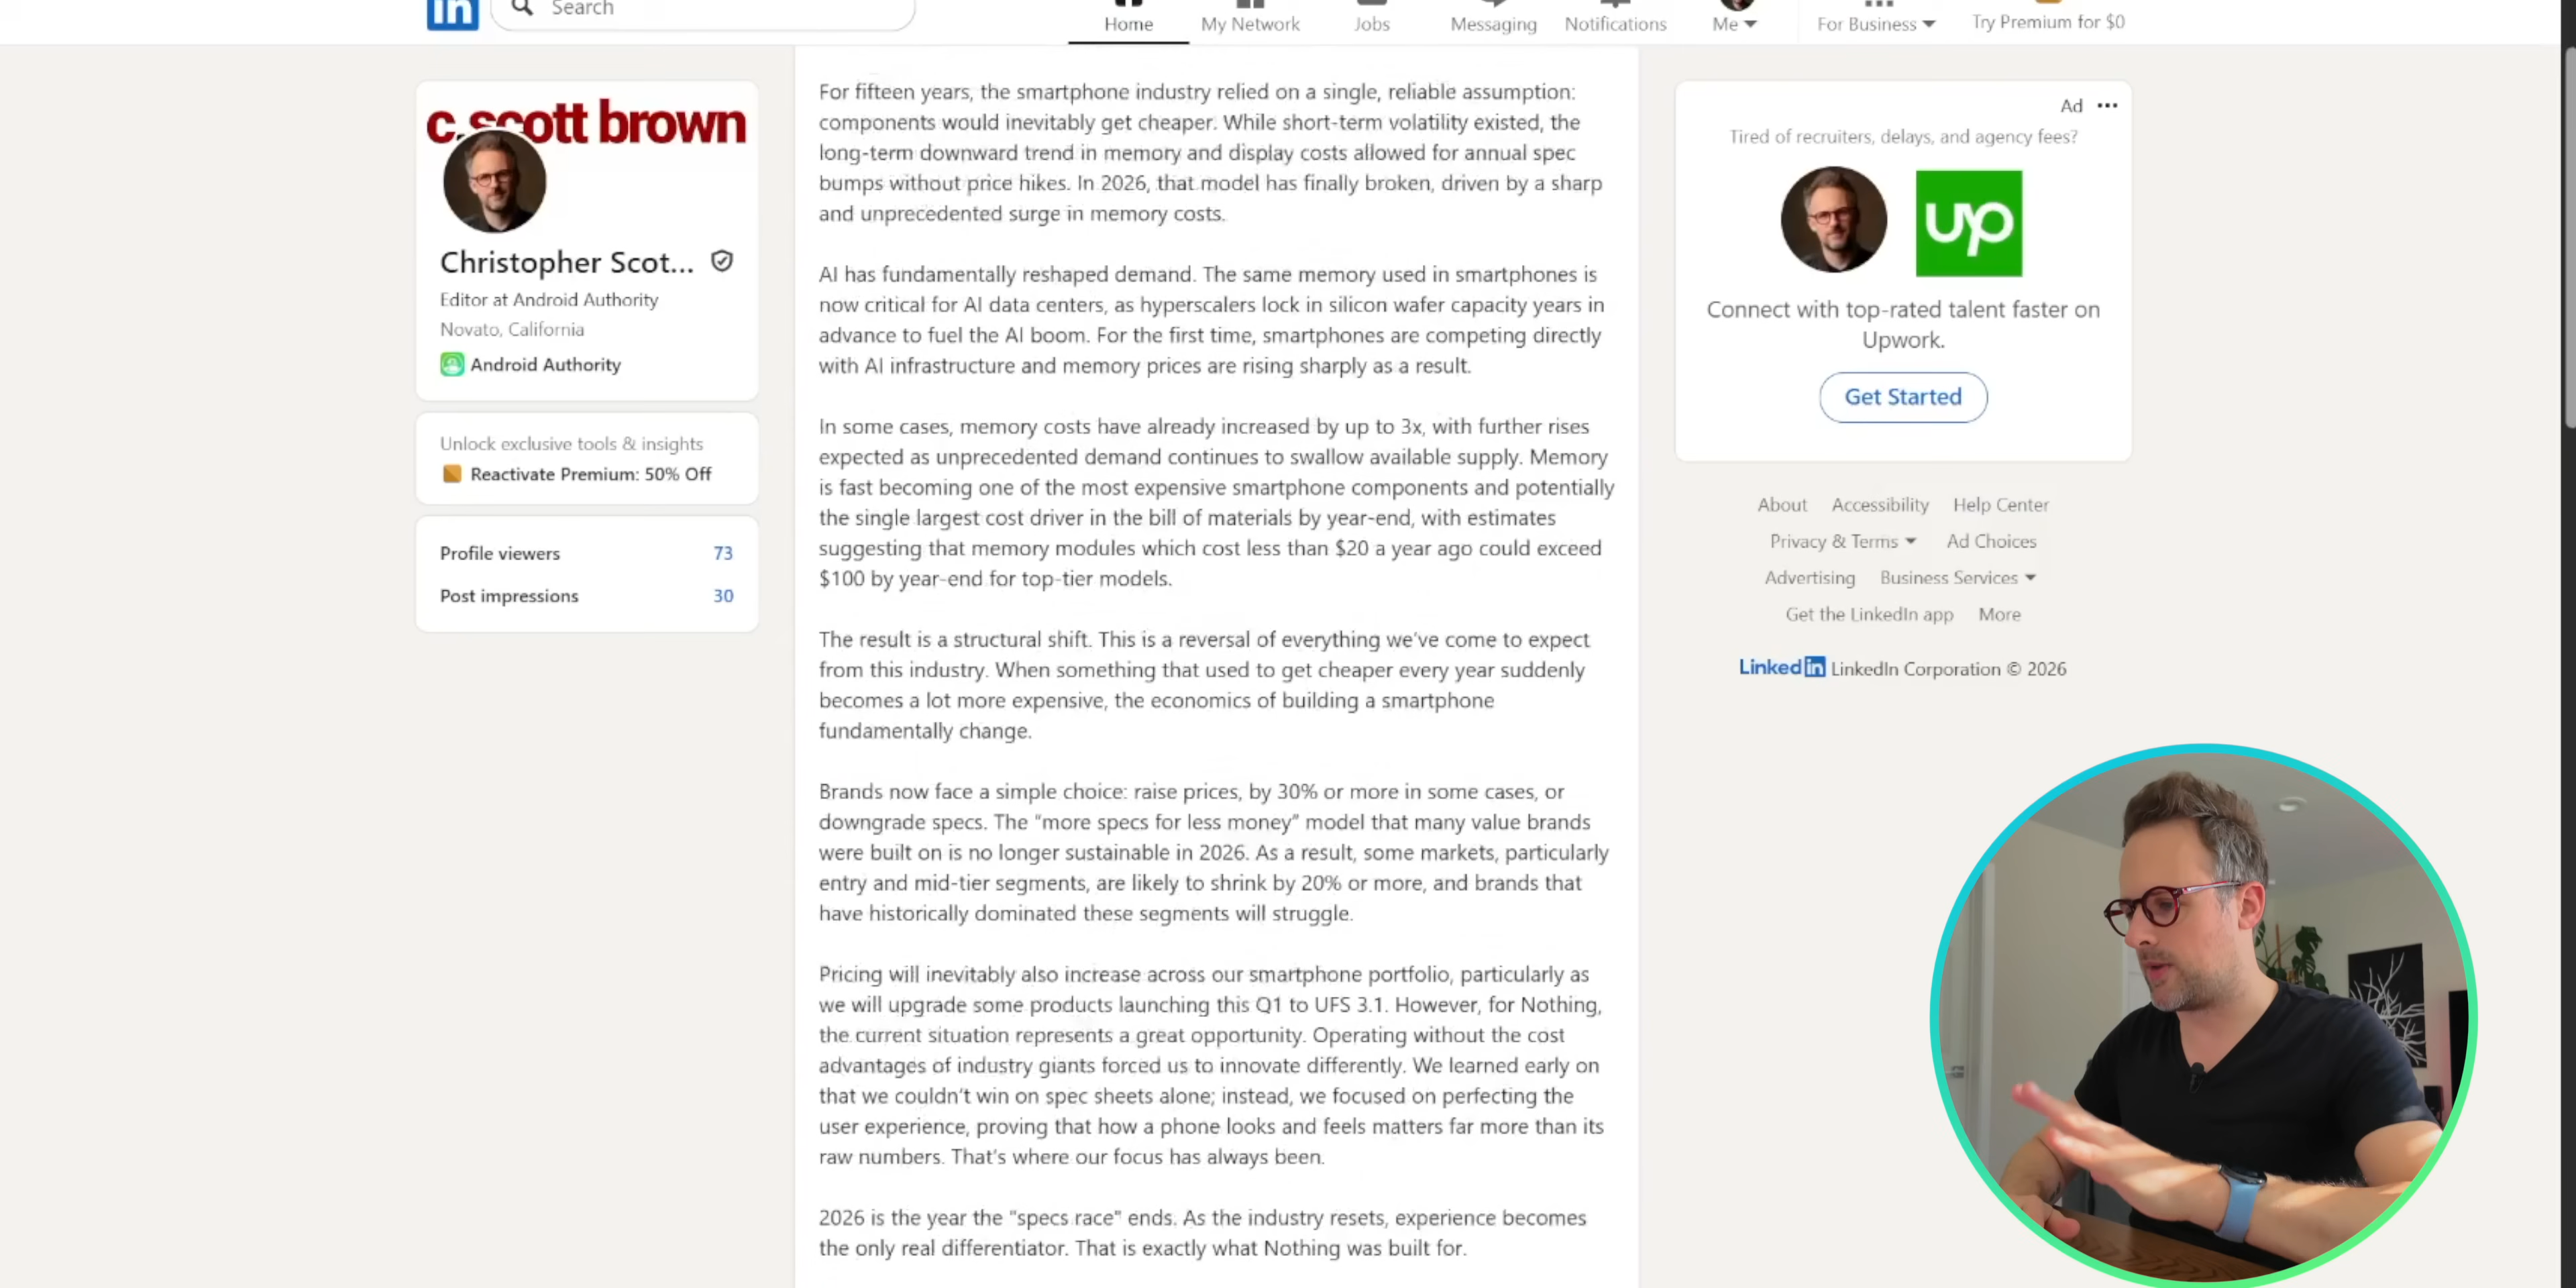 in
Search
Home
My Network
Jobs
Messaging
Notifications
Me
For Business
Try Premium for $0
c.scott brown
Christopher Scot...
Editor at Android Authority
Novato, California
Android Authority
Unlock exclusive tools & insights
Reactivate Premium: 50% Off
Profile viewers 73
Post impressions 30
For fifteen years, the smartphone industry relied on a single, reliable assumption:
components would inevitably get cheaper. While short-term volatility existed, the
long-term downward trend in memory and display costs allowed for annual spec
bumps without price hikes. In 2026, that model has finally broken, driven by a sharp
and unprecedented surge in memory costs.
AI has fundamentally reshaped demand. The same memory used in smartphones is
now critical for AI data centers, as hyperscalers lock in silicon wafer capacity years in
advance to fuel the AI boom. For the first time, smartphones are competing directly
with AI infrastructure and memory prices are rising sharply as a result.
In some cases, memory costs have already increased by up to 3x, with further rises
expected as unprecedented demand continues to swallow available supply. Memory
is fast becoming one of the most expensive smartphone components and potentially
the single largest cost driver in the bill of materials by year-end, with estimates
suggesting that memory modules which cost less than $20 a year ago could exceed
$100 by year-end for top-tier models.
The result is a structural shift. This is a reversal of everything we've come to expect
from this industry. When something that used to get cheaper every year suddenly
becomes a lot more expensive, the economics of building a smartphone
fundamentally change.
Brands now face a simple choice: raise prices, by 30% or more in some cases, or
downgrade specs. The "more specs for less money" model that many value brands
were built on is no longer sustainable in 2026. As a result, some markets, particularly
entry and mid-tier segments, are likely to shrink by 20% or more, and brands that
have historically dominated these segments will struggle.
Pricing will inevitably also increase across our smartphone portfolio, particularly as
we will upgrade some products launching this Q1 to UFS 3.1. However, for Nothing,
the current situation represents a great opportunity. Operating without the cost
advantages of industry giants forced us to innovate differently. We learned early on
that we couldn't win on spec sheets alone; instead, we focused on perfecting the
user experience, proving that how a phone looks and feels matters far more than its
raw numbers. That's where our focus has always been.
2026 is the year the "specs race" ends. As the industry resets, experience becomes
the only real differentiator. That is exactly what Nothing was built for.
Ad
Tired of recruiters, delays, and agency fees?
up
Connect with top-rated talent faster on
Upwork.
Get Started
About Accessibility Help Center
Privacy & Terms Ad Choices
Advertising Business Services
Get the LinkedIn app More
LinkedIn LinkedIn Corporation © 2026